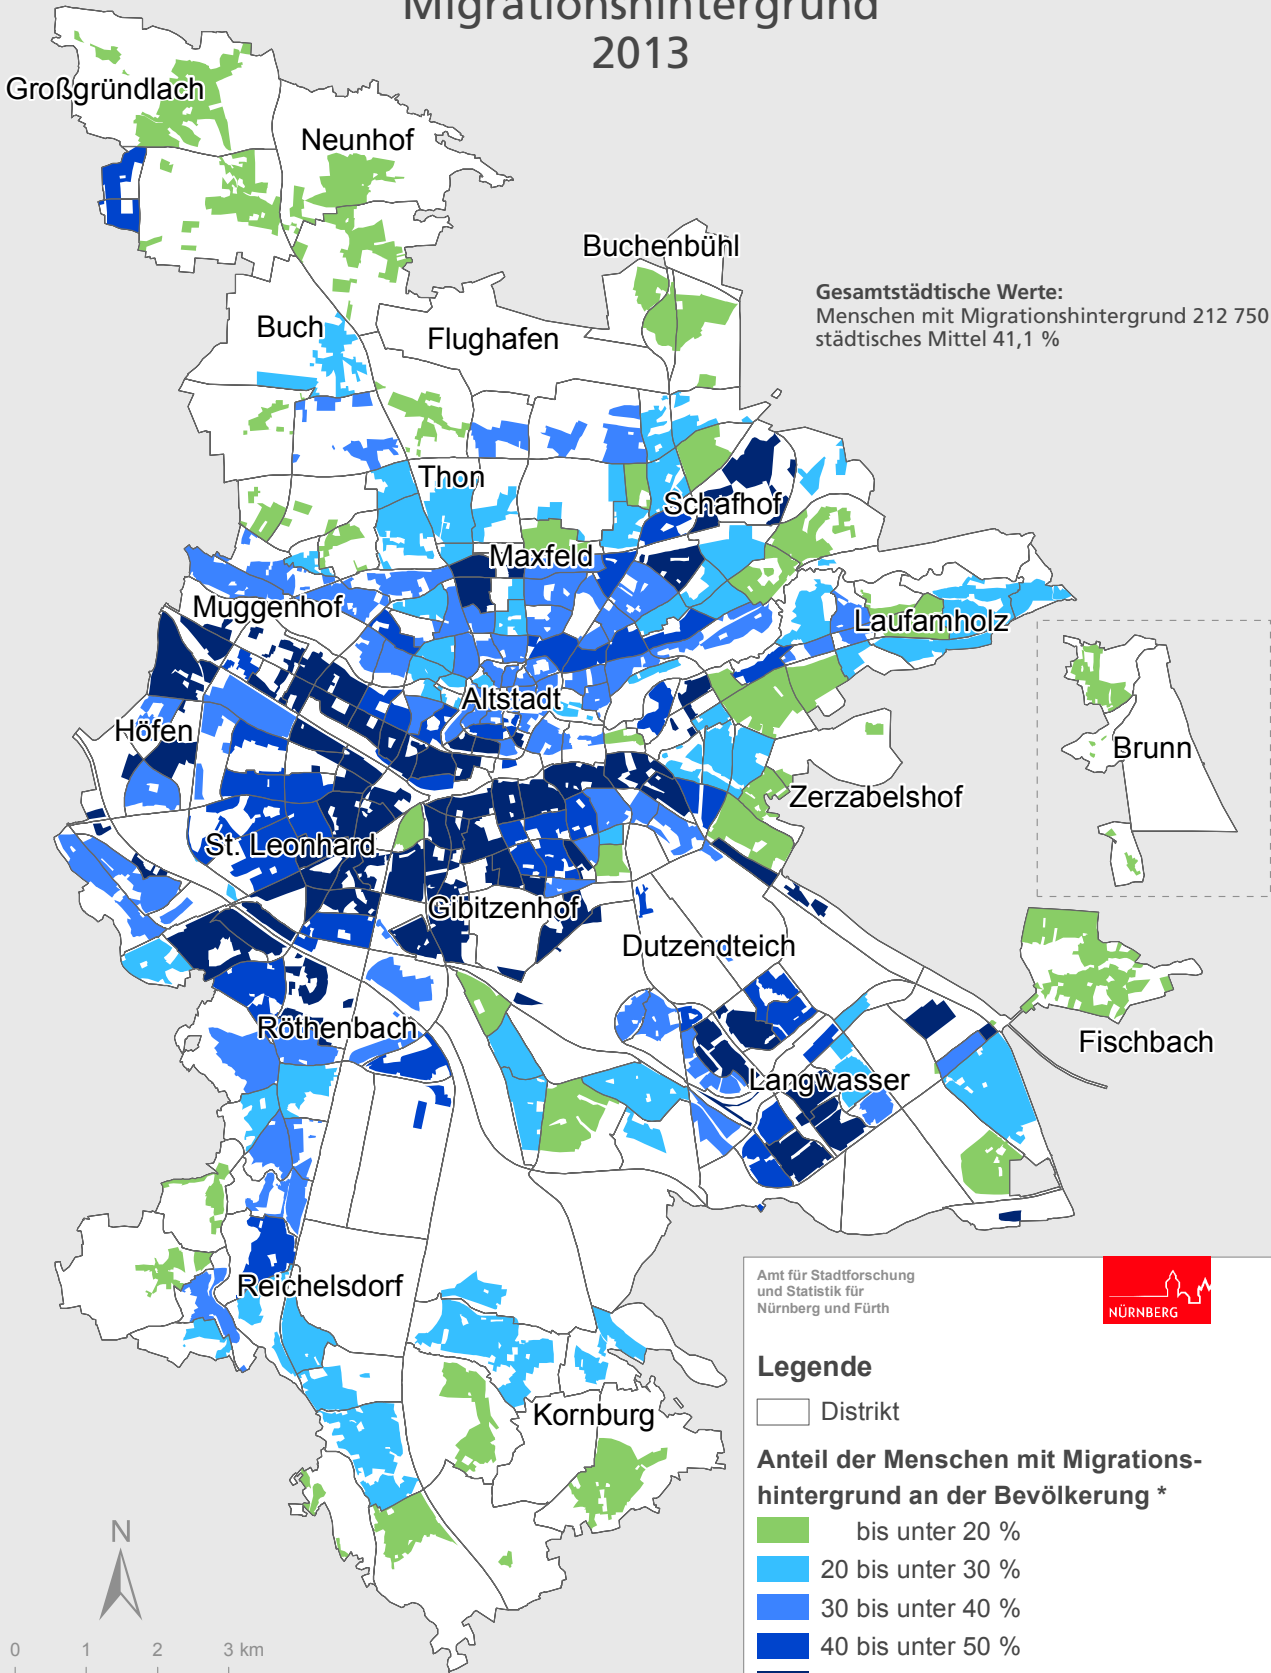 Migrationshintergrund
2013
Großgründlach
Neunhof
Buchenbühl
Gesamtstädtische Werte:
Menschen mit Migrationshintergrund 212 750
städtisches Mittel 41,1 %
Buch
Flughafen
Thon
Schafhof
Maxfeld
Muggenhof
Laufamholz
Altstadt
Höfen
Brunn
Zerzabelshof
St. Leonhard
Gibitzenhof
Dutzendteich
Röthenbach
Fischbach
Langwasser
Reichelsdorf
Kornburg
Amt für Stadtforschung
und Statistik für
Nürnberg und Fürth
NÜRNBERG
Legende
Distrikt
Anteil der Menschen mit Migrations-
hintergrund an der Bevölkerung *
bis unter 20 %
20 bis unter 30 %
30 bis unter 40 %
40 bis unter 50 %
N
0 1 2 3 km